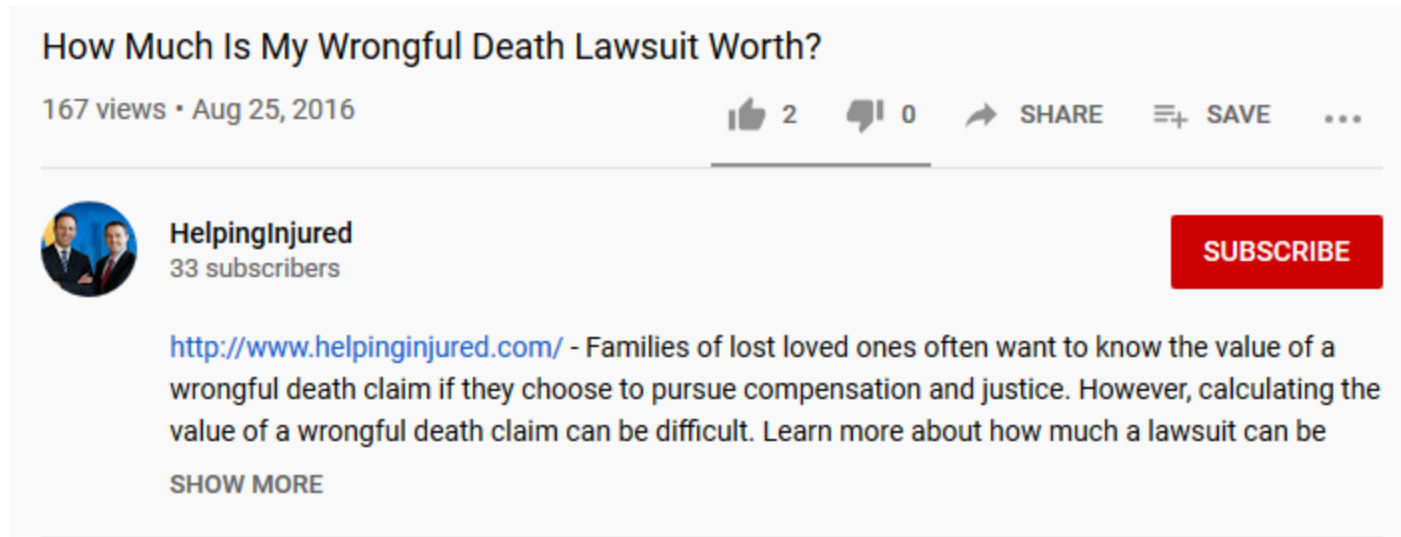 How Much Is My Wrongful Death Lawsuit Worth?
167 views • Aug 25, 2016
2 0 SHARE SAVE
HelpingInjured
33 subscribers
SUBSCRIBE
http://www.helpinginjured.com/ - Families of lost loved ones often want to know the value of a
wrongful death claim if they choose to pursue compensation and justice. However, calculating the
value of a wrongful death claim can be difficult. Learn more about how much a lawsuit can be
SHOW MORE